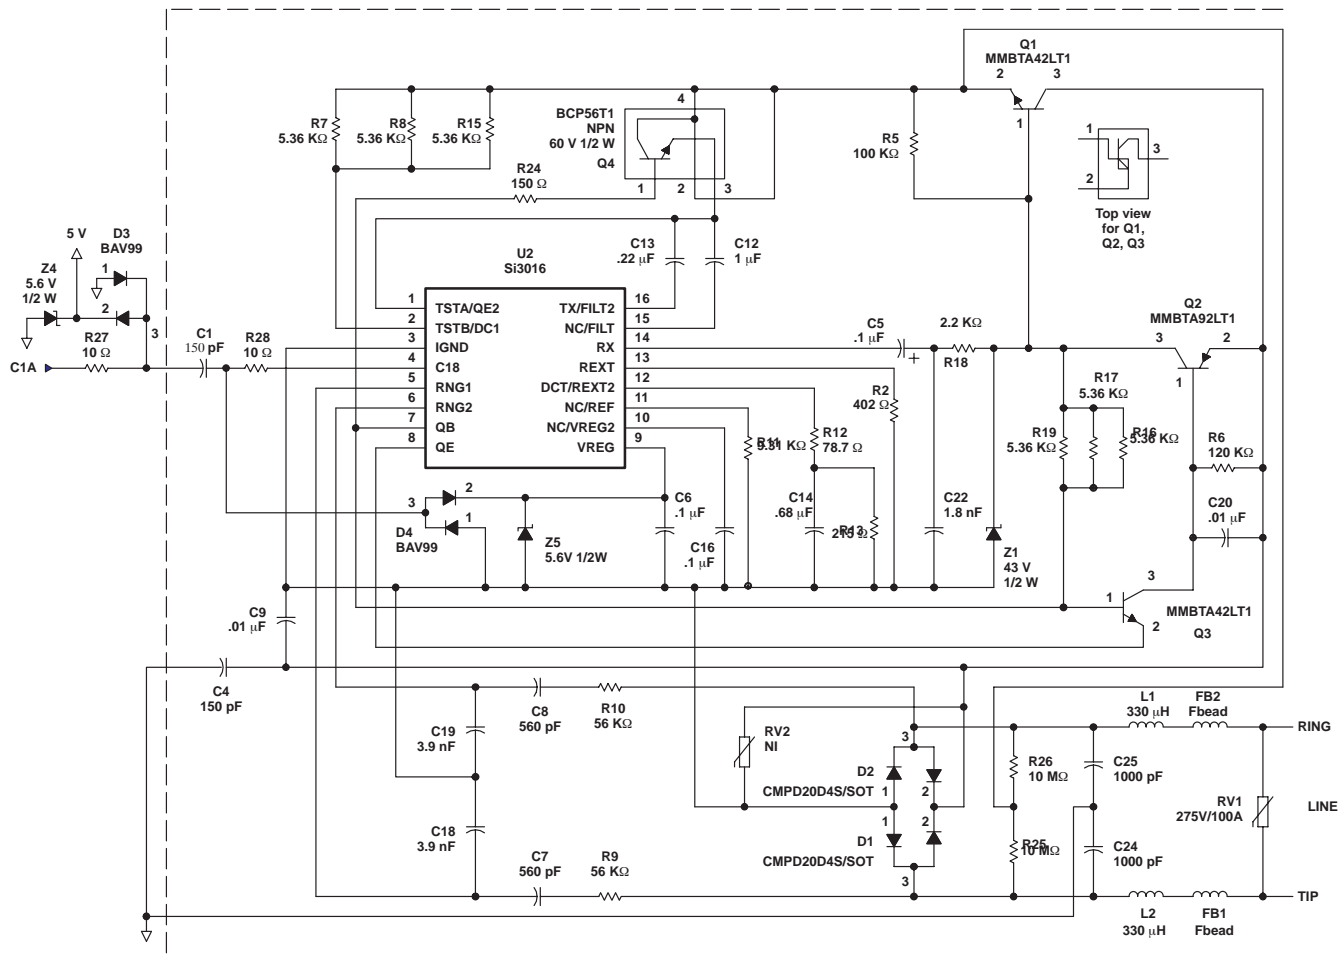 Q1
MMBTA42LT1
2 3
1
BCP56T1
NPN
60 V 1/2 W
Q4
4
1 2 3
R7
5.36 KΩ
R8
5.36 KΩ
R15
5.36 KΩ
R5
100 KΩ
1
2
3
Top view
for Q1,
Q2, Q3
R24
150 Ω
5 V
D3
BAV99
Z4
5.6 V
1/2 W
1
2
3
R27
10 Ω
C1
150 pF
R28
10 Ω
C1A
U2
Si3016
C13
.22 μF
C12
1 μF
1 TSTA/QE2 TX/FILT2 16
2 TSTB/DC1 NC/FILT 15
3 IGND RX 14
4 C18 REXT 13
5 RNG1 DCT/REXT2 12
6 RNG2 NC/REF 11
7 QB NC/VREG2 10
8 QE VREG 9
C5
.1 μF
+
2.2 KΩ
R18
Q2
MMBTA92LT1
3 2
1
R2
402 Ω
R17
5.36 KΩ
R19
5.36 KΩ
R16
5.36 KΩ
R6
120 KΩ
R11
9.31 KΩ
R12
78.7 Ω
3
2
1
D4
BAV99
Z5
5.6V 1/2W
C6
.1 μF
C16
.1 μF
C14
.68 μF
R13
215 Ω
C22
1.8 nF
Z1
43 V
1/2 W
C20
.01 μF
3
1
2
MMBTA42LT1
Q3
C9
.01 μF
C4
150 pF
C19
3.9 nF
C8
560 pF
R10
56 KΩ
RV2
NI
3
D2
1 2
CMPD20D4S/SOT
1 2
D1
CMPD20D4S/SOT
3
C18
3.9 nF
C7
560 pF
R9
56 KΩ
R26
10 MΩ
R25
10 MΩ
C25
1000 pF
C24
1000 pF
L1
330 μH
FB2
Fbead
RING
RV1
275V/100A
LINE
TIP
L2
330 μH
FB1
Fbead